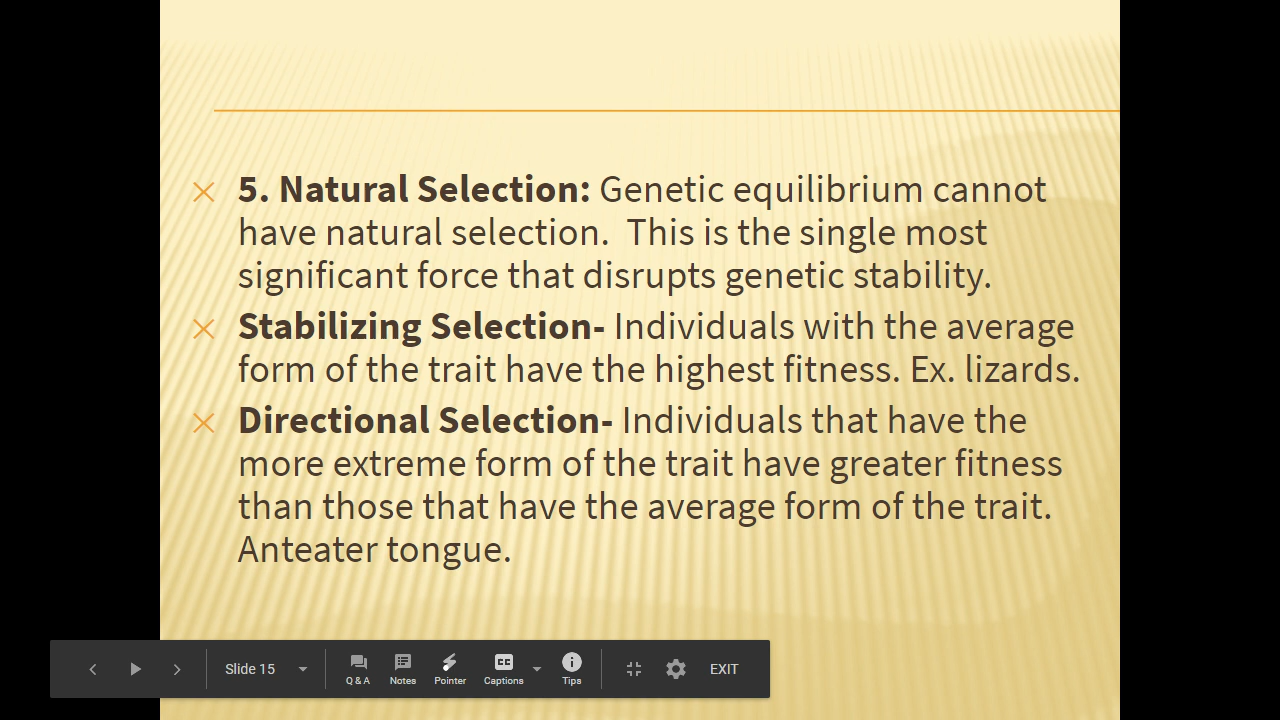 5. Natural Selection: Genetic equilibrium cannot
have natural selection.  This is the single most
significant force that disrupts genetic stability.
Stabilizing Selection- Individuals with the average
form of the trait have the highest fitness. Ex. lizards.
Directional Selection- Individuals that have the
more extreme form of the trait have greater fitness
than those that have the average form of the trait.
Anteater tongue.
Slide 15
Q & A
Notes
Pointer
Captions
Tips
EXIT